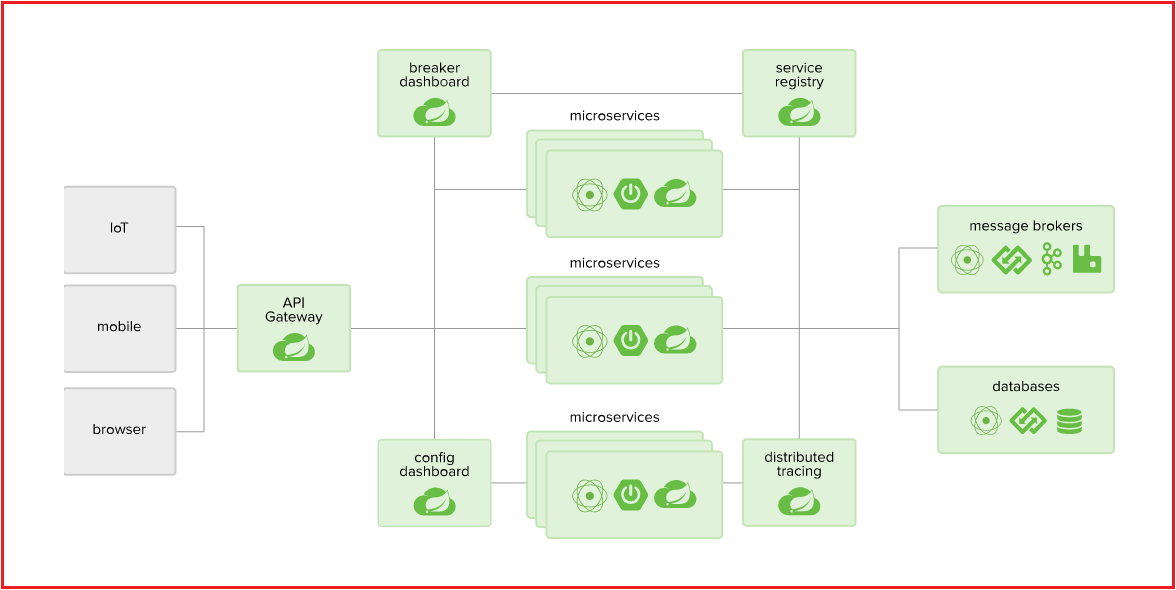 breaker
dashboard
service
registry
microservices
IoT
message brokers
microservices
API
Gateway
mobile
databases
microservices
browser
config
dashboard
distributed
tracing